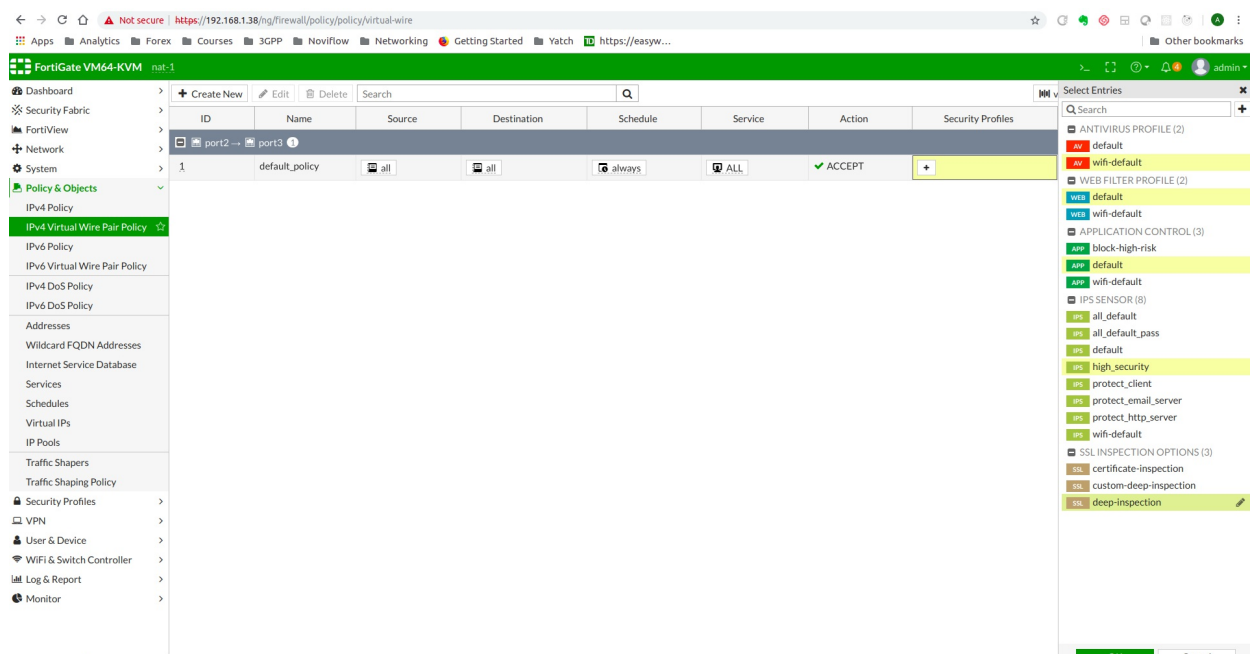 Not secure | https://192.168.1.38/ng/firewall/policy/policy/virtual-wire
Apps Analytics Forex Courses 3GPP Noviflow Networking Getting Started Yatch https://easyw... Other bookmarks
FortiGate VM64-KVM nat-1 4 admin
Dashboard
Security Fabric
FortiView
Network
System
Policy & Objects
IPv4 Policy
IPv4 Virtual Wire Pair Policy
IPv6 Policy
IPv6 Virtual Wire Pair Policy
IPv4 DoS Policy
IPv6 DoS Policy
Addresses
Wildcard FQDN Addresses
Internet Service Database
Services
Schedules
Virtual IPs
IP Pools
Traffic Shapers
Traffic Shaping Policy
Security Profiles
VPN
User & Device
WiFi & Switch Controller
Log & Report
Monitor
+ Create New Edit Delete Search
ID Name Source Destination Schedule Service Action Security Profiles
port2 → port3 1
1 default_policy all all always ALL ACCEPT +
Select Entries
Search
ANTIVIRUS PROFILE (2)
AV default
AV wifi-default
WEB FILTER PROFILE (2)
WEB default
WEB wifi-default
APPLICATION CONTROL (3)
APP block-high-risk
APP default
APP wifi-default
IPS SENSOR (8)
IPS all_default
IPS all_default_pass
IPS default
IPS high_security
IPS protect_client
IPS protect_email_server
IPS protect_http_server
IPS wifi-default
SSL INSPECTION OPTIONS (3)
SSL certificate-inspection
SSL custom-deep-inspection
SSL deep-inspection